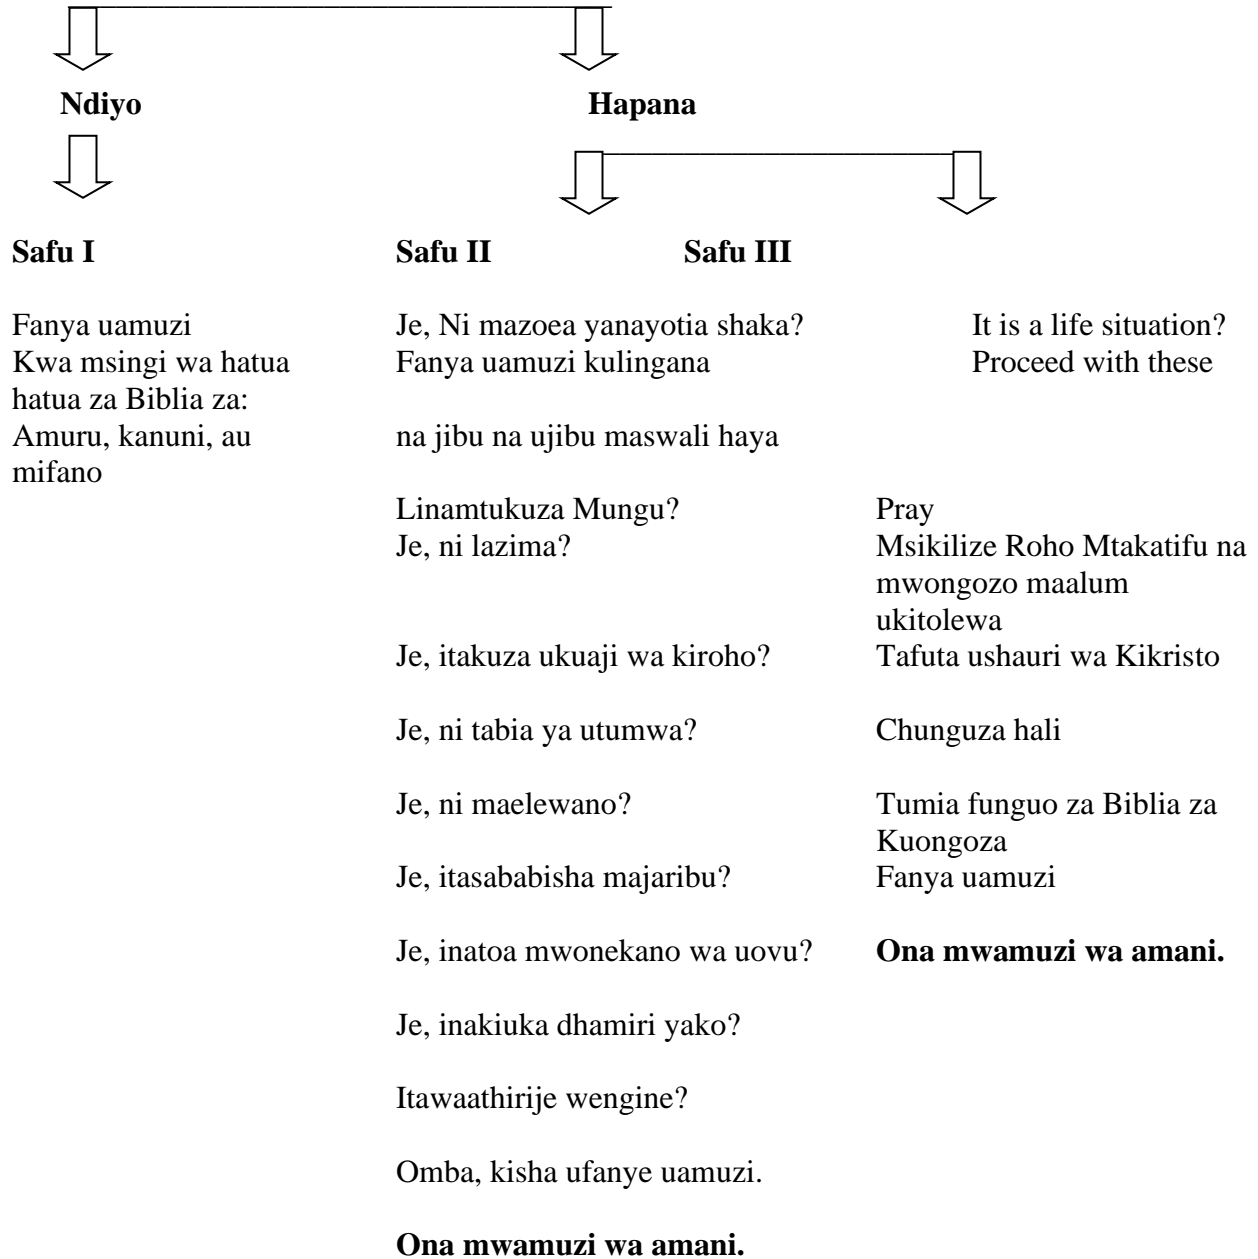 Ndiyo
Hapana
Safu I
Safu II
Safu III
Fanya uamuzi
Kwa msingi wa hatua
hatua za Biblia za:
Amuru, kanuni, au
mifano
Je, Ni mazoea yanayotia shaka?
Fanya uamuzi kulingana
na jibu na ujibu maswali haya
Linamtukuza Mungu?
Je, ni lazima?
Je, itakuza ukuaji wa kiroho?
Je, ni tabia ya utumwa?
Je, ni maelewano?
Je, itasababisha majaribu?
Je, inatoa mwonekano wa uovu?
Je, inakiuka dhamiri yako?
Itawaathirije wengine?
Omba, kisha ufanye uamuzi.
Ona mwamuzi wa amani.
It is a life situation?
Proceed with these
Pray
Msikilize Roho Mtakatifu na
mwongozo maalum
ukitolewa
Tafuta ushauri wa Kikristo
Chunguza hali
Tumia funguo za Biblia za
Kuongoza
Fanya uamuzi
Ona mwamuzi wa amani.